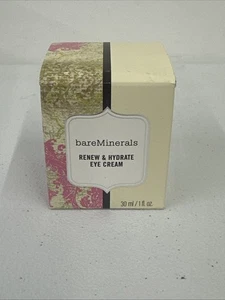 bareMinerals
RENEW & HYDRATE
EYE CREAM
30 ml / 1 fl. oz.